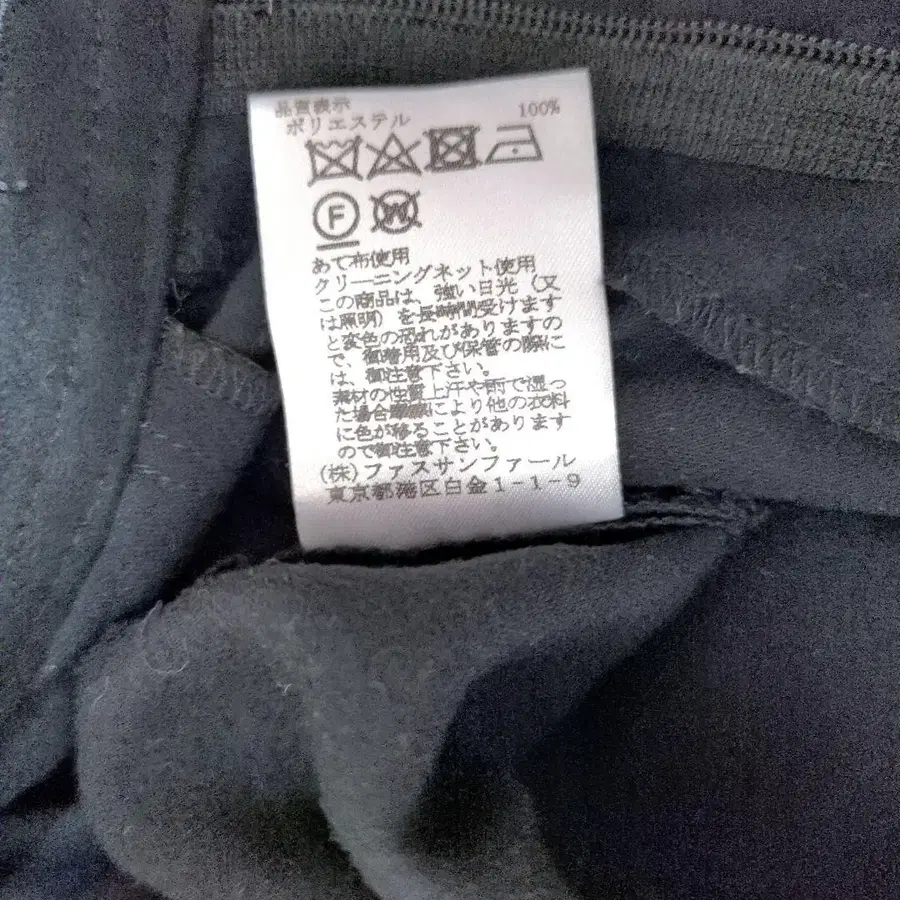 品質表示
ポリエステル 100%
F W
あて布使用
クリーニングネット使用
この商品は、強い日光(又
は照明)を長時間受けます
と変色の恐れがありますの
で、御着用及び保管の際に
は、御注意下さい。
素材の性質上汗や雨で湿っ
た場合摩擦により他の衣料
に色が移ることがあります
ので御注意下さい。
(株)ファスサンファール
東京都港区白金1-1-9